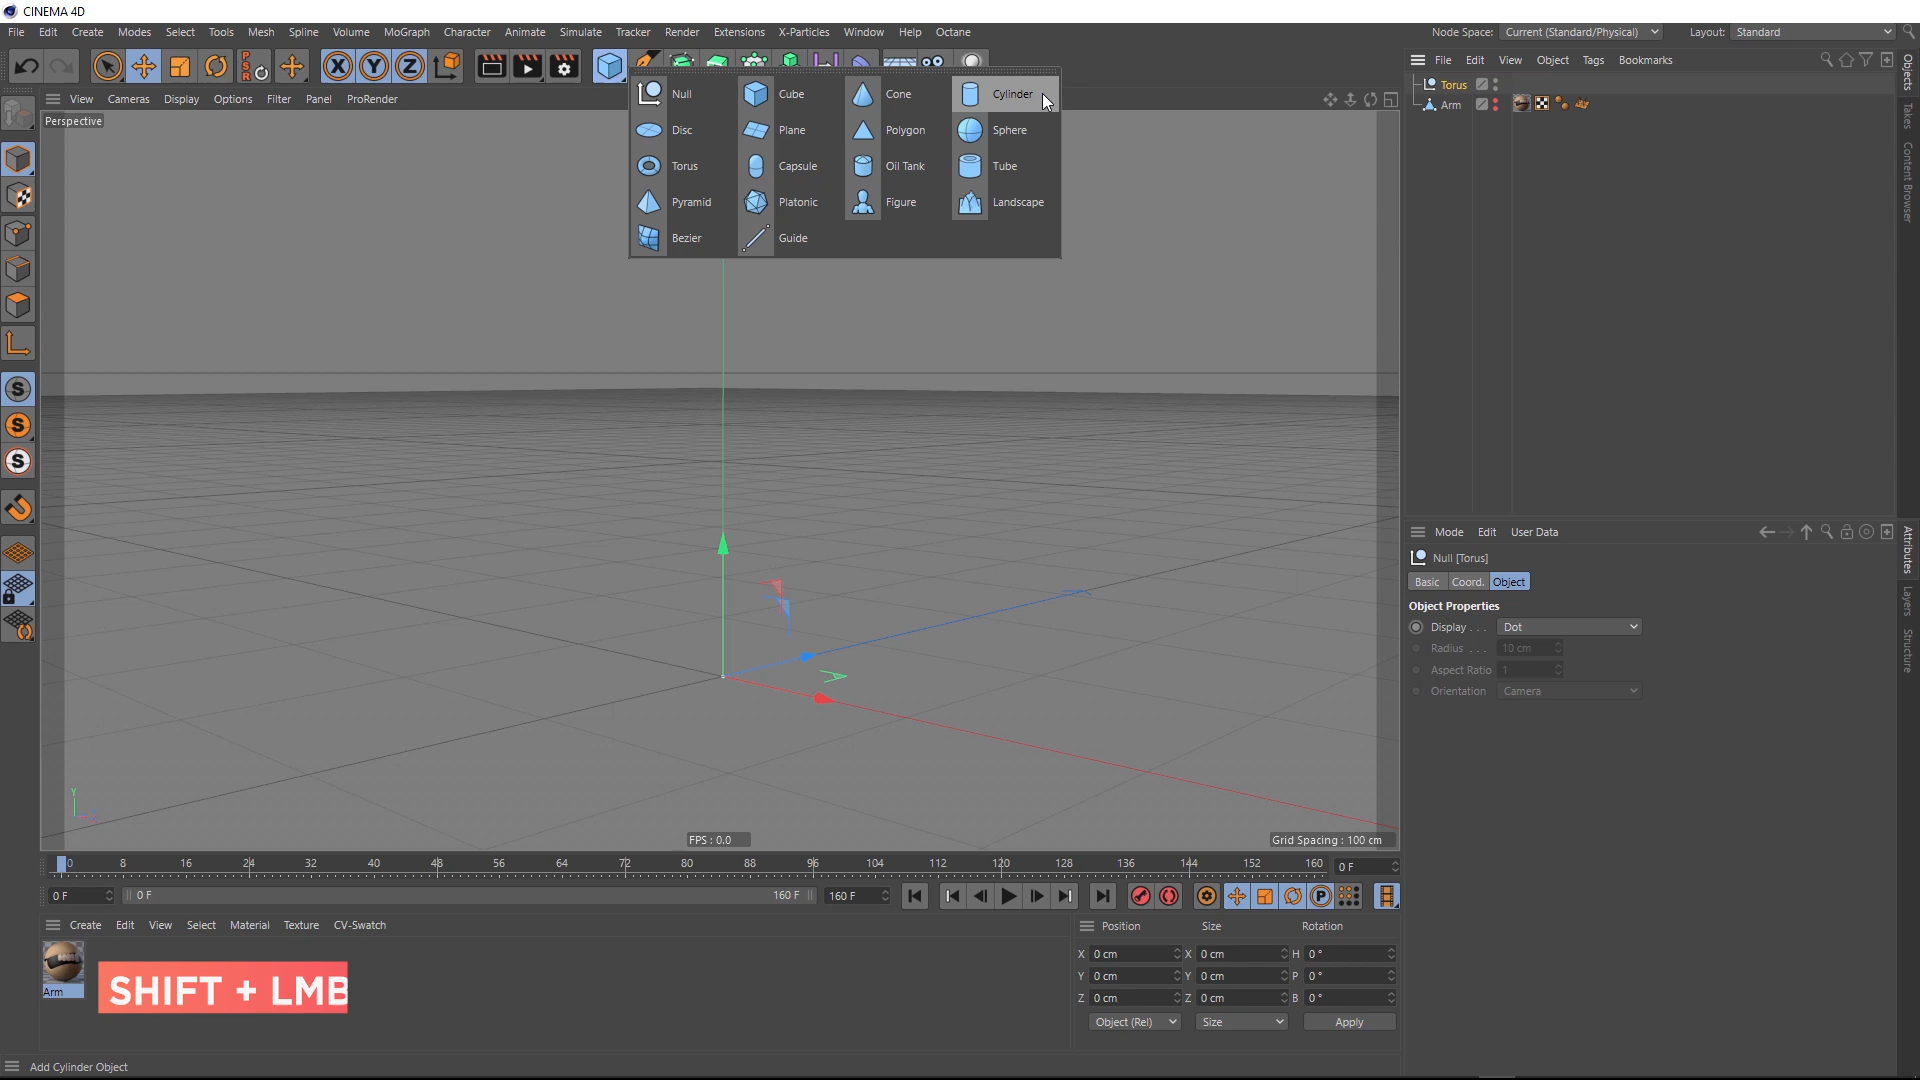 CINEMA 4D
File Edit Create Modes Select Tools Mesh Spline Volume MoGraph Character Animate Simulate Tracker Render Extensions X-Particles Window Help Octane Node Space: Current (Standard/Physical) Layout: Standard
P S R X Y Z
File Edit View Object Tags Bookmarks
Torus
Arm
View Cameras Display Options Filter Panel ProRender
Perspective
Null Cube Cone Cylinder
Disc Plane Polygon Sphere
Torus Capsule Oil Tank Tube
Pyramid Platonic Figure Landscape
Bezier Guide
Objects
Takes
Content Browser
S
S
S
Mode Edit User Data
Null [Torus]
Basic Coord. Object
Object Properties
Display . . . Dot
Radius . . . 10 cm
Aspect Ratio 1
Orientation Camera
Attributes
Layers
Structure
Y
X
FPS : 0.0
Grid Spacing : 100 cm
0 8 16 24 32 40 48 56 64 72 80 88 96 104 112 120 128 136 144 152 160 0 F
0 F 0 F 160 F 160 F P
Create Edit View Select Material Texture CV-Swatch
Arm
SHIFT + LMB
Position Size Rotation
X 0 cm X 0 cm H 0 °
Y 0 cm Y 0 cm P 0 °
Z 0 cm Z 0 cm B 0 °
Object (Rel) Size Apply
Add Cylinder Object